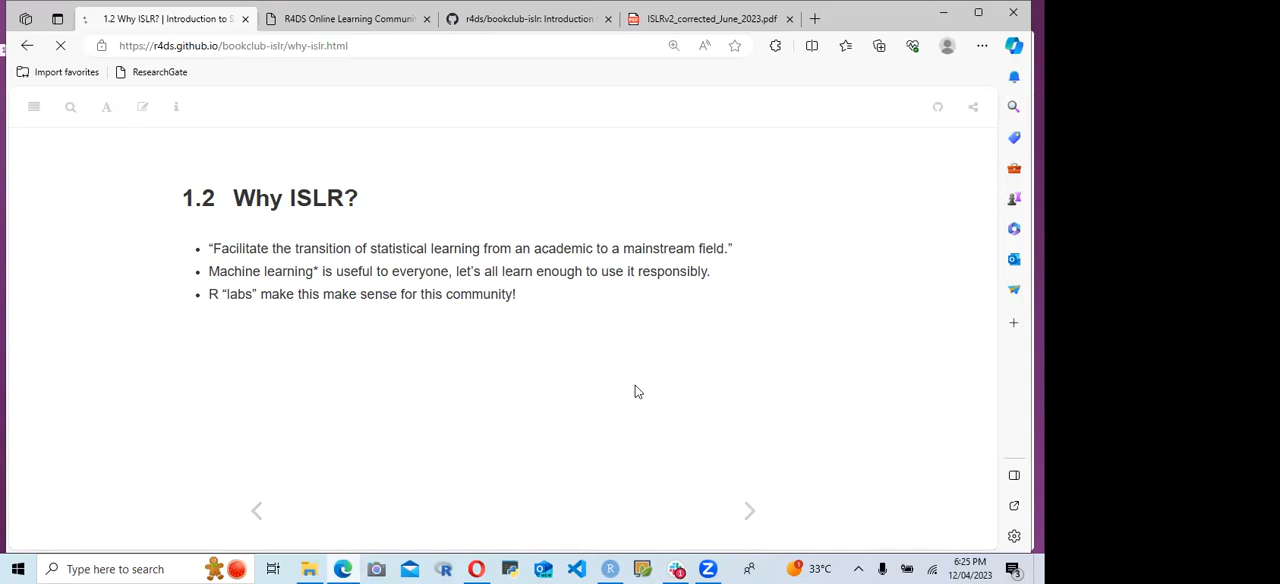 1.2 Why ISLR? | Introduction to S
R4DS Online Learning Communi
r4ds/bookclub-islr: Introduction
ISLRv2_corrected_June_2023.pdf
https://r4ds.github.io/bookclub-islr/why-islr.html
Import favorites
ResearchGate
1.2 Why ISLR?
• “Facilitate the transition of statistical learning from an academic to a mainstream field.”
• Machine learning* is useful to everyone, let’s all learn enough to use it responsibly.
• R “labs” make this make sense for this community!
Type here to search
33°C
6:25 PM
12/04/2023